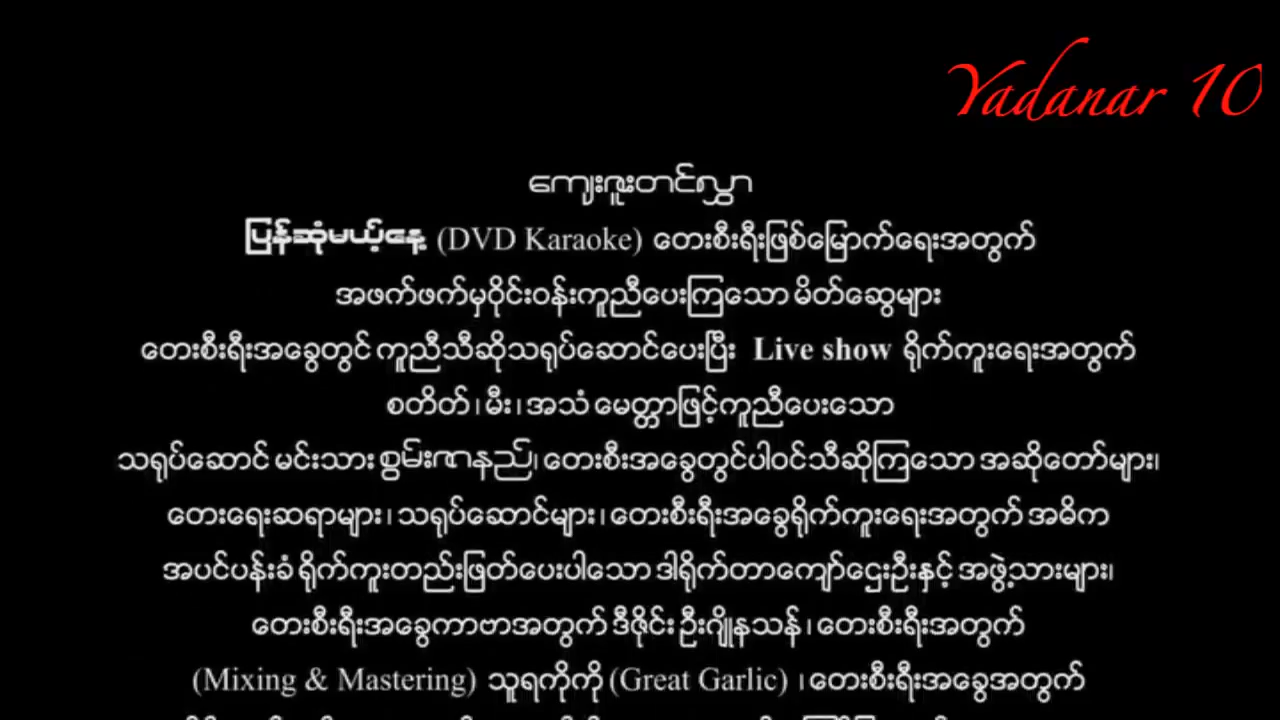 Yadanar 10
ကျေးဇူးတင်လွှာ
ပြန်ဆုံမယ့်နေ့ (DVD Karaoke) တေးစီးရီးဖြစ်မြောက်ရေးအတွက်
အဖက်ဖက်မှဝိုင်းဝန်းကူညီပေးကြသော မိတ်ဆွေများ
တေးစီးရီးအခွေတွင် ကူညီသီဆိုသရုပ်ဆောင်ပေးပြီး Live show ရိုက်ကူးရေးအတွက်
စတိတ်၊ မီး၊ အသံ မေတ္တာဖြင့်ကူညီပေးသော
သရုပ်ဆောင် မင်းသား စွမ်းဏာနည်၊ တေးစီးအခွေတွင်ပါဝင်သီဆိုကြသော အဆိုတော်များ၊
တေးရေးဆရာများ၊ သရုပ်ဆောင်များ၊ တေးစီးရီးအခွေရိုက်ကူးရေးအတွက် အဓိက
အပင်ပန်းခံ ရိုက်ကူးတည်းဖြတ်ပေးပါသော ဒါရိုက်တာကျော်ဌေးဦးနှင့် အဖွဲ့သားများ၊
တေးစီးရီးအခွေကာဗာအတွက် ဒီဇိုင်း ဦးဂျိုနသန်၊ တေးစီးရီးအတွက်
(Mixing & Mastering) သူရကိုကို (Great Garlic) ၊ တေးစီးရီးအခွေအတွက်